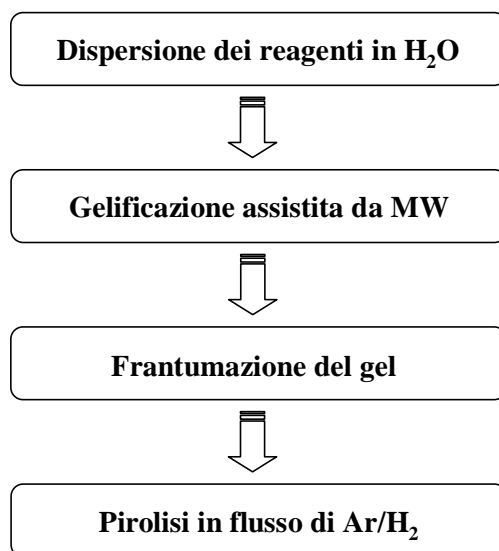 Dispersione dei reagenti in H₂O
Gelificazione assistita da MW
Frantumazione del gel
Pirolisi in flusso di Ar/H₂